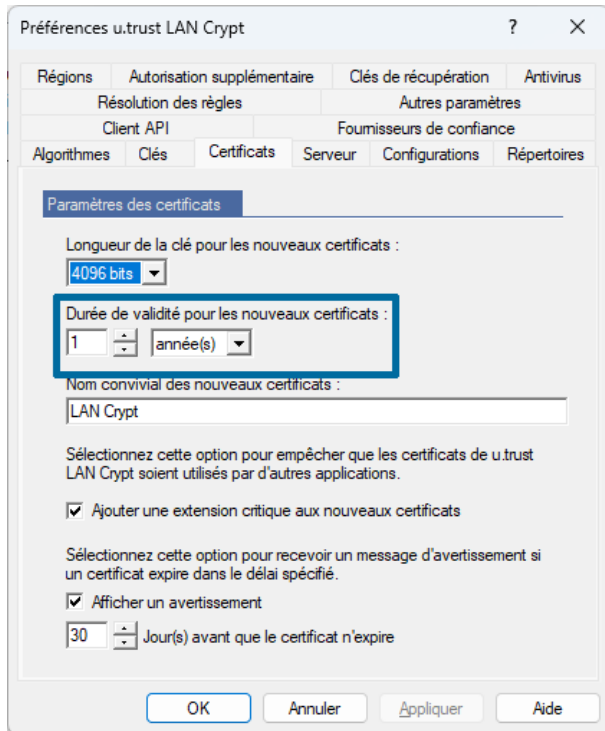 Préférences u.trust LAN Crypt
?
Régions
Autorisation supplémentaire
Clés de récupération
Antivirus
Résolution des règles
Autres paramètres
Client API
Fournisseurs de confiance
Algorithmes
Clés
Certificats
Serveur
Configurations
Répertoires
Paramètres des certificats
Longueur de la clé pour les nouveaux certificats :
4096 bits
Durée de validité pour les nouveaux certificats :
1
année(s)
Nom convivial des nouveaux certificats :
LAN Crypt
Sélectionnez cette option pour empêcher que les certificats de u.trust
LAN Crypt soient utilisés par d'autres applications.
Ajouter une extension critique aux nouveaux certificats
Sélectionnez cette option pour recevoir un message d'avertissement si
un certificat expire dans le délai spécifié.
Afficher un avertissement
30
Jour(s) avant que le certificat n'expire
OK
Annuler
Appliquer
Aide